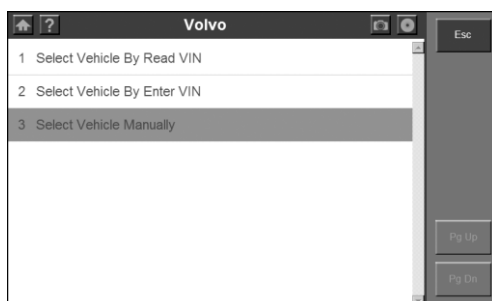 ? Volvo
Esc
1 Select Vehicle By Read VIN
2 Select Vehicle By Enter VIN
3 Select Vehicle Manually
Pg Up
Pg Dn